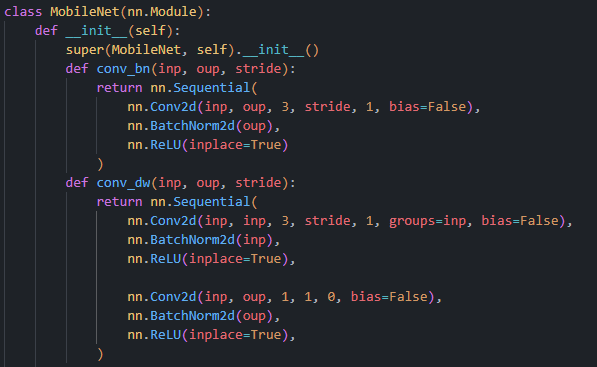 class MobileNet(nn.Module):
    def __init__(self):
        super(MobileNet, self).__init__()
        def conv_bn(inp, oup, stride):
            return nn.Sequential(
                nn.Conv2d(inp, oup, 3, stride, 1, bias=False),
                nn.BatchNorm2d(oup),
                nn.ReLU(inplace=True)
            )
        def conv_dw(inp, oup, stride):
            return nn.Sequential(
                nn.Conv2d(inp, inp, 3, stride, 1, groups=inp, bias=False),
                nn.BatchNorm2d(inp),
                nn.ReLU(inplace=True),

                nn.Conv2d(inp, oup, 1, 1, 0, bias=False),
                nn.BatchNorm2d(oup),
                nn.ReLU(inplace=True),
            )